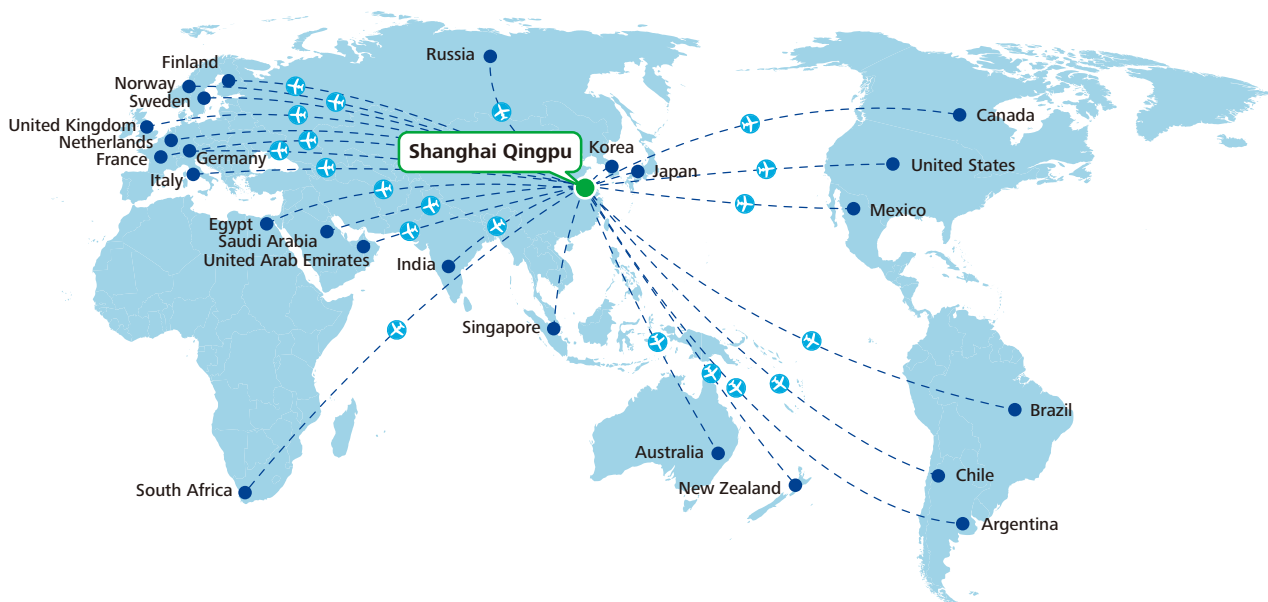 Russia
Finland
Norway
Sweden
United Kingdom
Netherlands
France
Germany
Italy
Shanghai Qingpu
Korea
Japan
Canada
United States
Mexico
Egypt
Saudi Arabia
United Arab Emirates
India
Singapore
Brazil
Australia
Chile
New Zealand
South Africa
Argentina